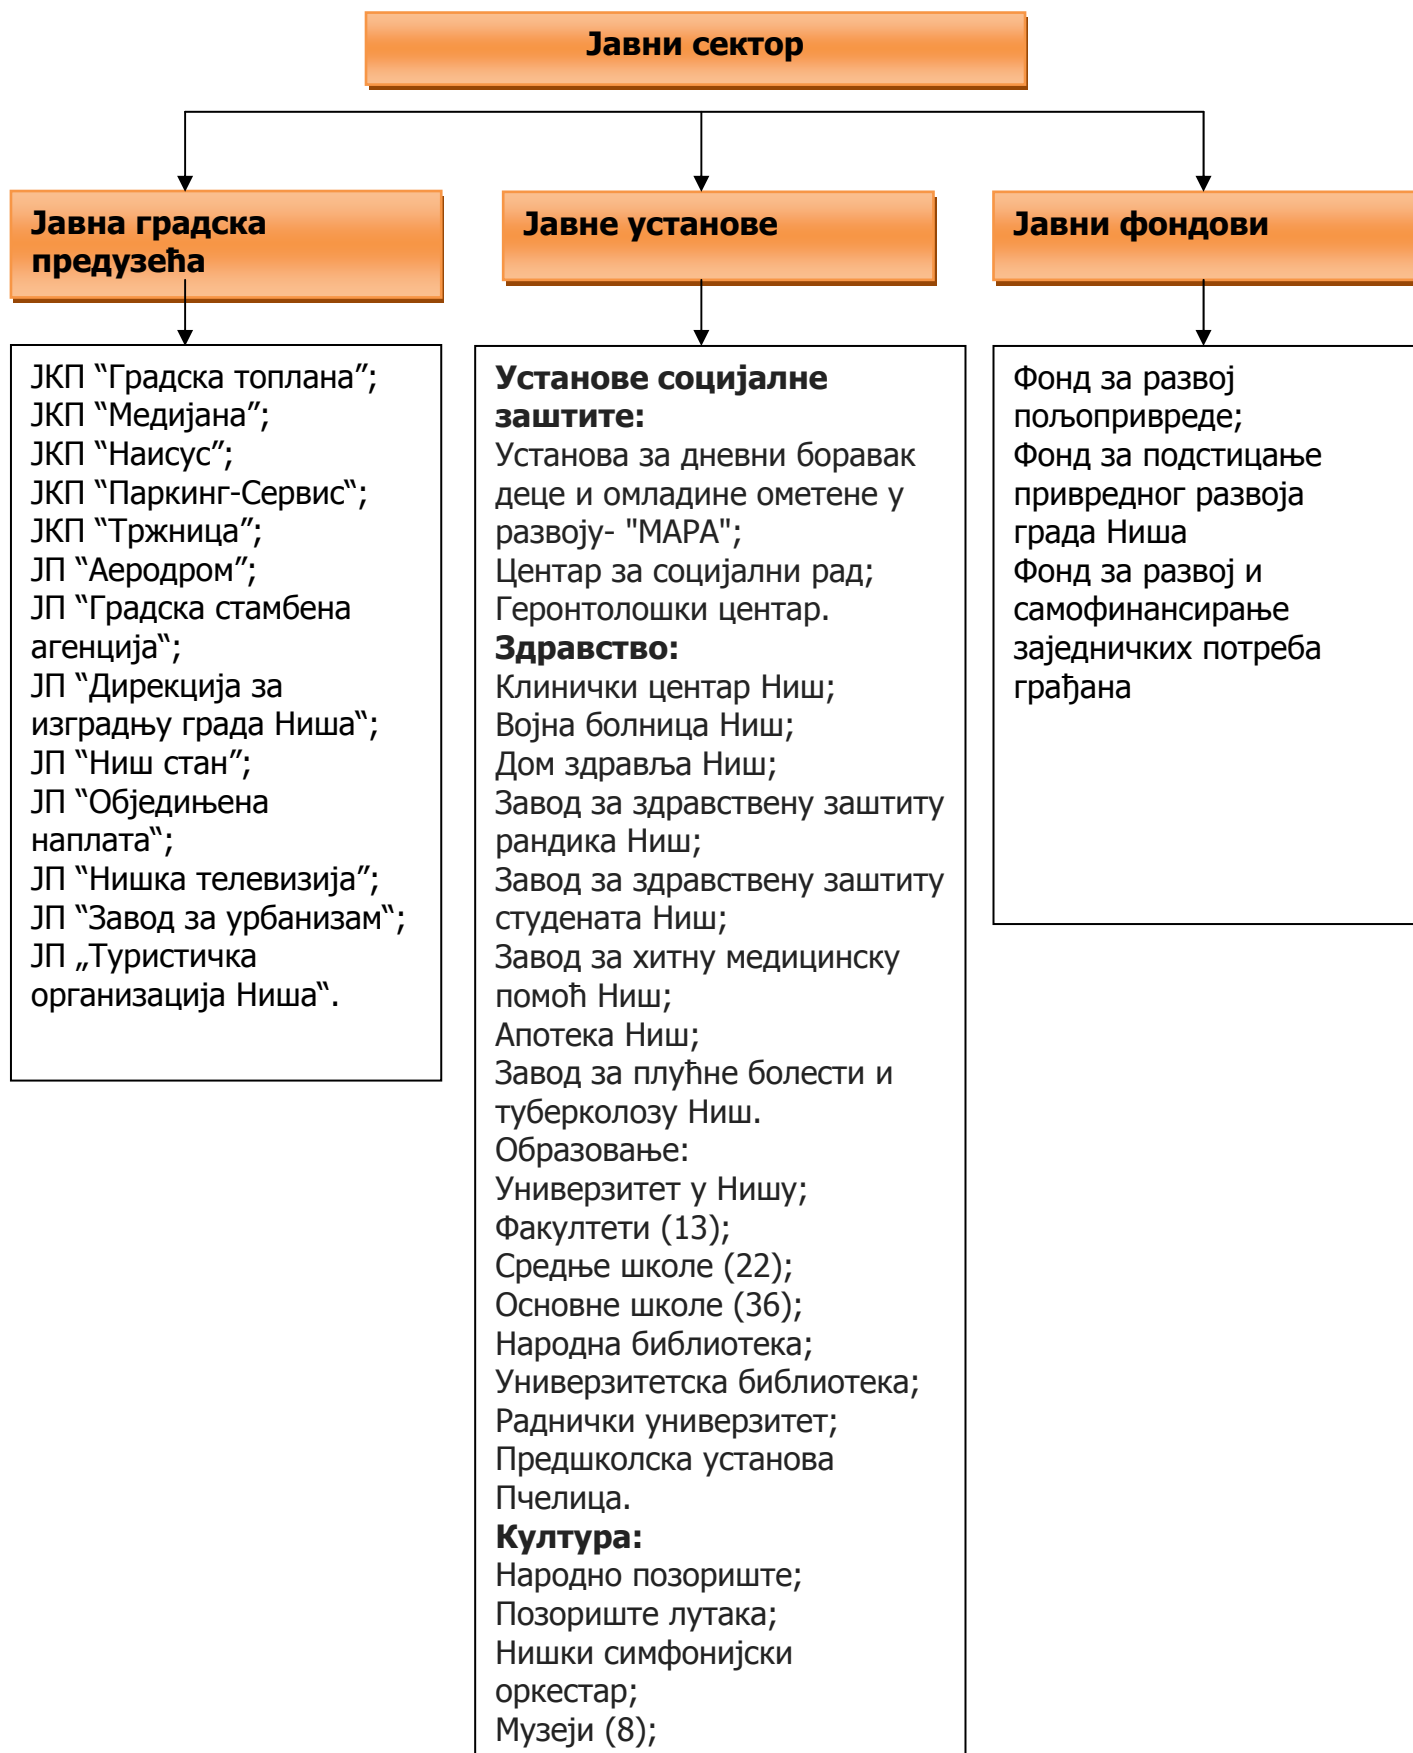 Јавни сектор
Јавна градска
предузећа
ЈКП “Градска топлана”;
ЈКП “Медијана”;
ЈКП “Наисус”;
ЈКП “Паркинг-Сервис“;
ЈКП “Тржница”;
ЈП “Аеродром”;
ЈП “Градска стамбена
агенција“;
ЈП “Дирекција за
изградњу града Ниша“;
ЈП “Ниш стан”;
ЈП “Обједињена
наплата“;
ЈП “Нишка телевизија”;
ЈП “Завод за урбанизам“;
ЈП „Туристичка
организација Ниша“.
Јавне установе
Установе социјалне
заштите:
Установа за дневни боравак
деце и омладине ометене у
развоју- "МАРА";
Центар за социјални рад;
Геронтолошки центар.
Здравство:
Клинички центар Ниш;
Војна болница Ниш;
Дом здравља Ниш;
Завод за здравствену заштиту
рандика Ниш;
Завод за здравствену заштиту
студената Ниш;
Завод за хитну медицинску
помоћ Ниш;
Апотека Ниш;
Завод за плућне болести и
туберколозу Ниш.
Образовање:
Универзитет у Нишу;
Факултети (13);
Средње школе (22);
Основне школе (36);
Народна библиотека;
Универзитетска библиотека;
Раднички универзитет;
Предшколска установа
Пчелица.
Култура:
Народно позориште;
Позориште лутака;
Нишки симфонијски
оркестар;
Музеји (8);
Јавни фондови
Фонд за развој
пољопривреде;
Фонд за подстицање
привредног развоја
града Ниша
Фонд за развој и
самофинансирање
заједничких потреба
грађана